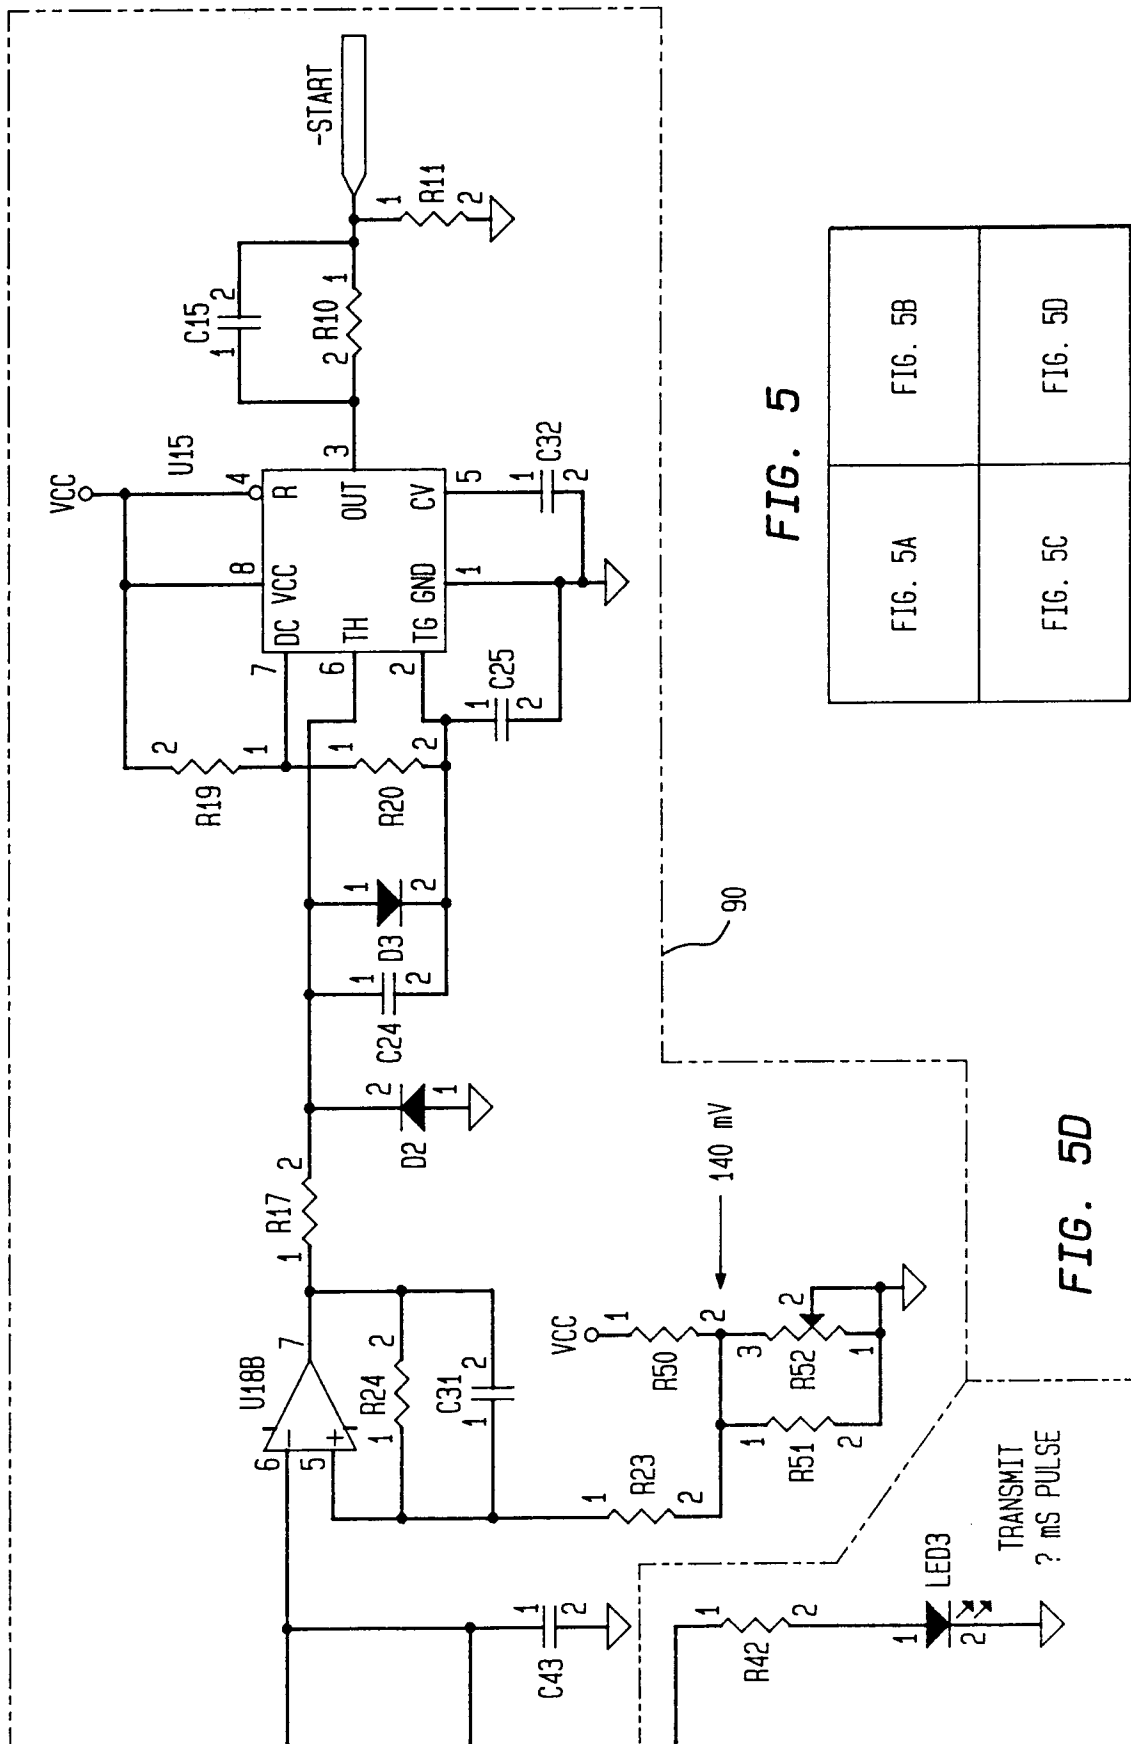 VCC
U15
4
R
8
VCC
7
DC
6
TH
2
TG
GND
1
OUT
3
CV
5
1
C32
2
C15
1
2
2
R10
1
-START
1
R11
2
2
R19
1
1
R20
2
1
C25
2
1
D3
2
1
C24
2
2
D2
1
1
R17
2
U18B
6
5
7
-
+
1
R24
2
1
C31
2
1
R23
2
VCC
1
R50
2
140 mV
3
R52
2
1
1
R51
2
1
C43
2
90
1
R42
2
1
LED3
2
TRANSMIT
? mS PULSE
FIG. 5
FIG. 5A
FIG. 5B
FIG. 5C
FIG. 5D
FIG. 5D